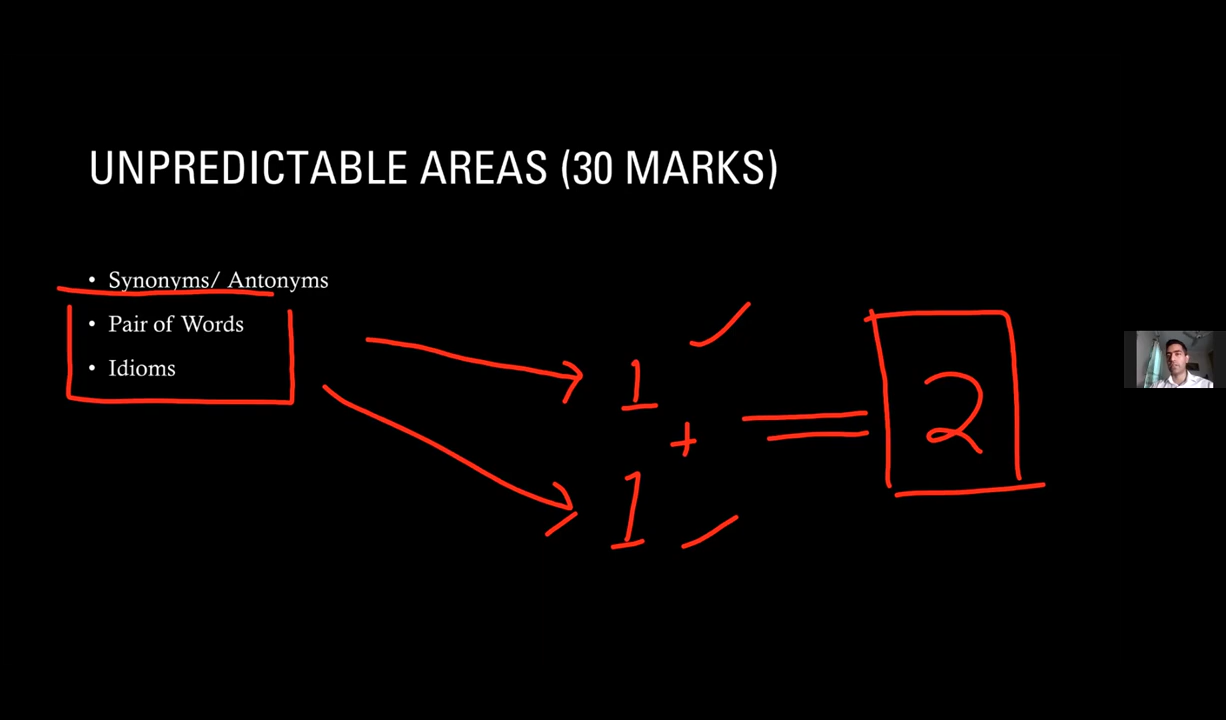 UNPREDICTABLE AREAS (30 MARKS)
• Synonyms/ Antonyms
• Pair of Words
• Idioms
1
+
1
= 2